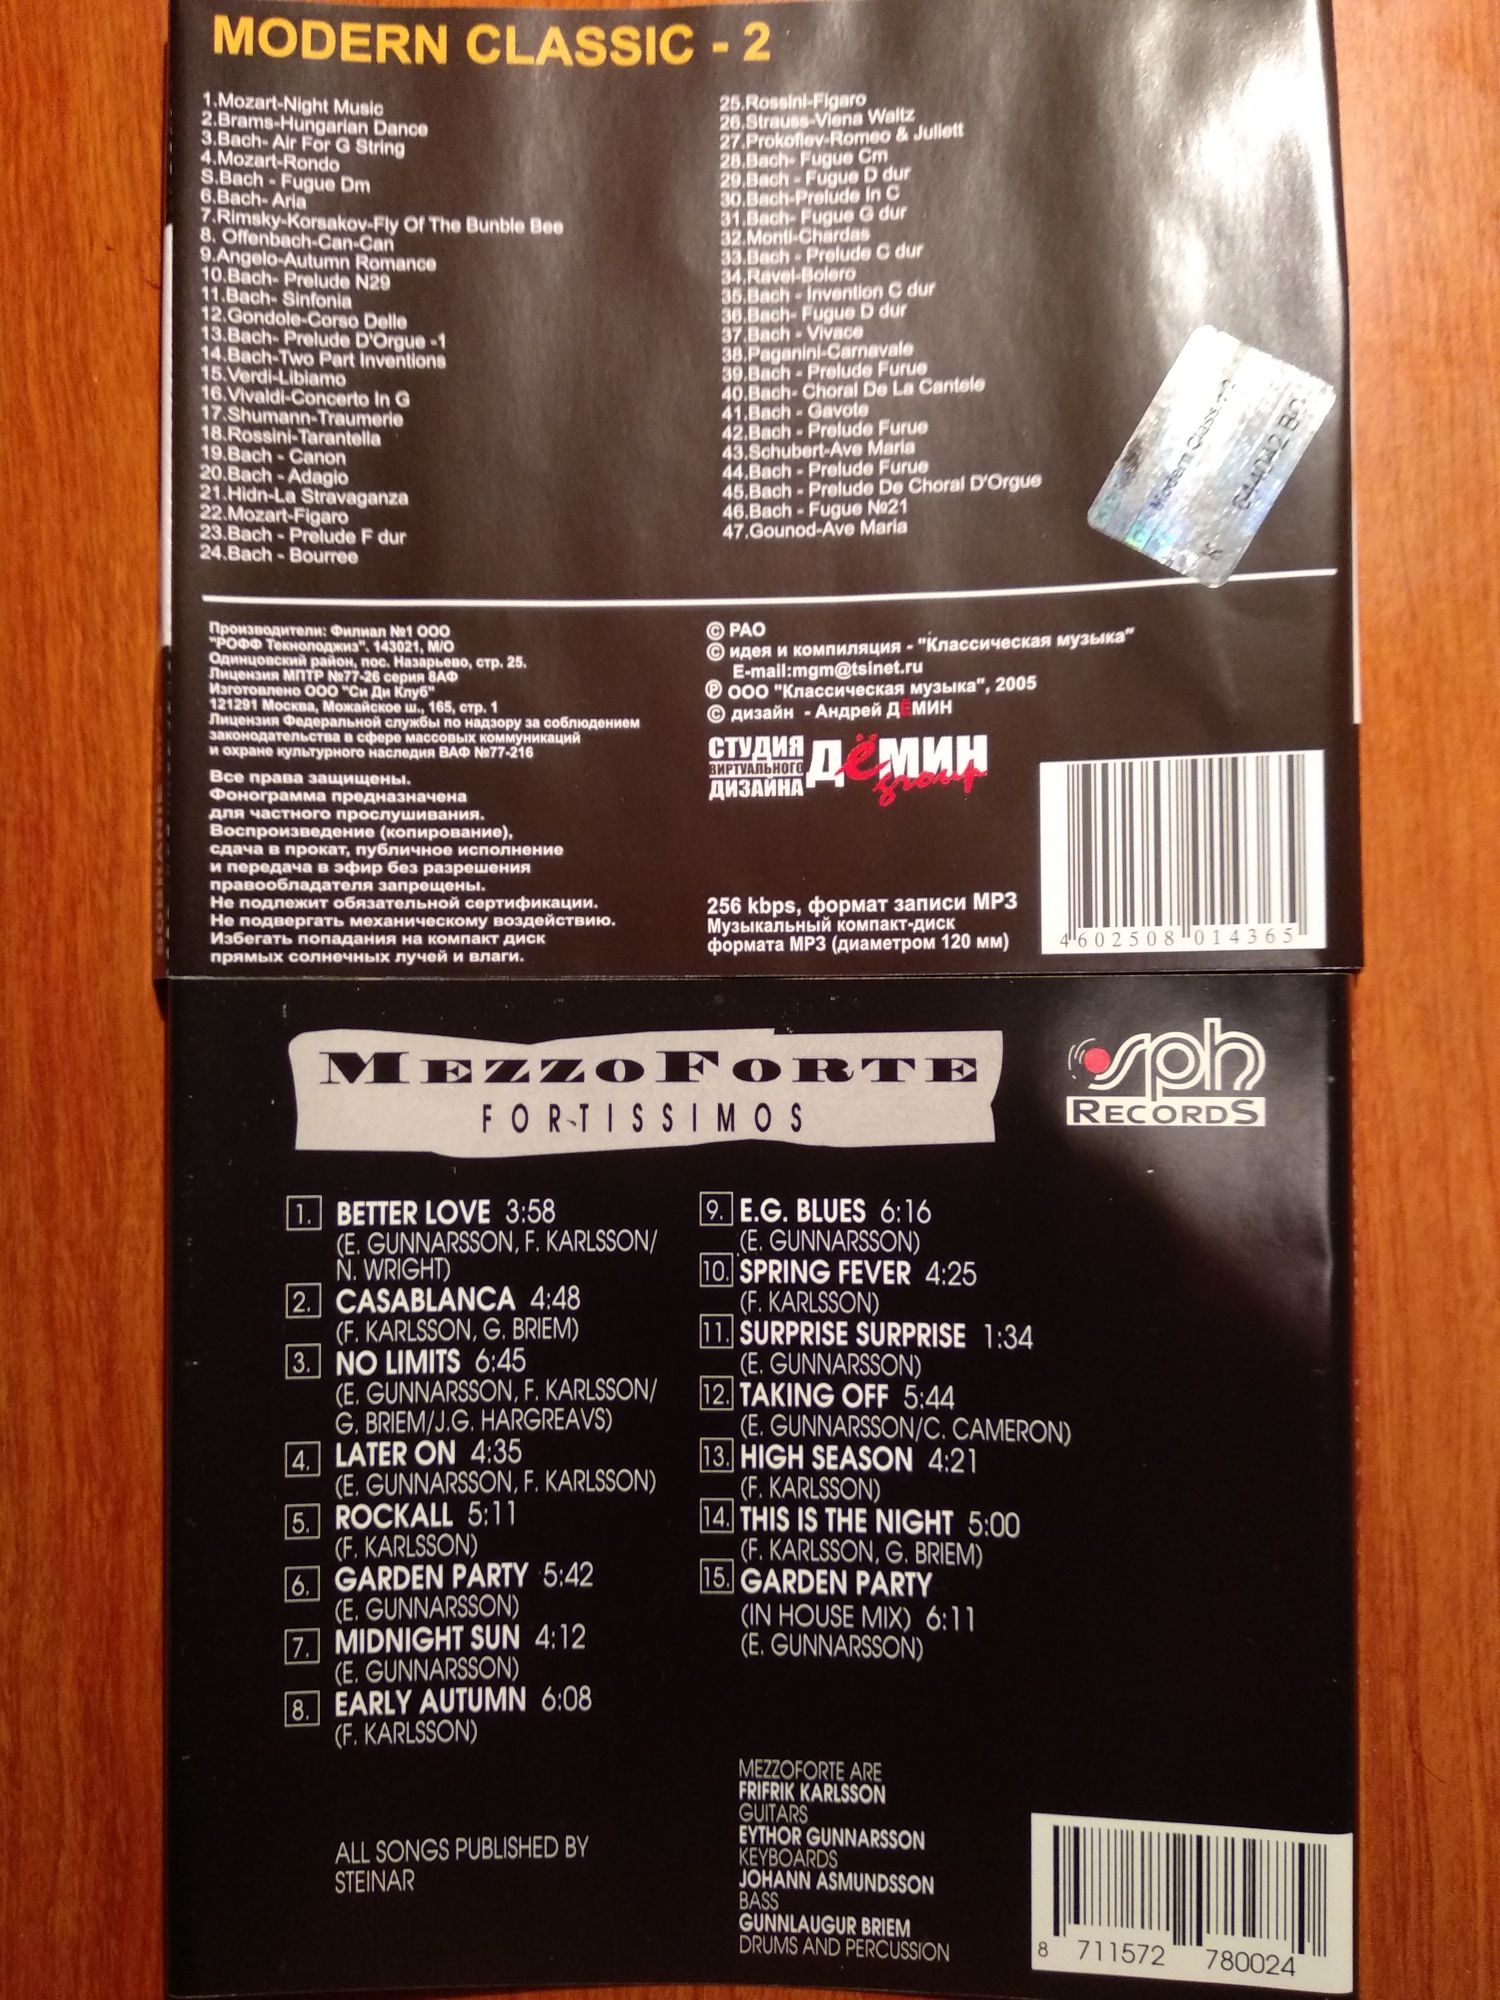 MODERN CLASSIC - 2
1.Mozart-Night Music
2.Brams-Hungarian Dance
3.Bach- Air For G String
4.Mozart-Rondo
S.Bach - Fugue Dm
6.Bach- Aria
7.Rimsky-Korsakov-Fly Of The Bunble Bee
8. Offenbach-Can-Can
9.Angelo-Autumn Romance
10.Bach- Prelude N29
11.Bach- Sinfonia
12.Gondole-Corso Delle
13.Bach- Prelude D'Orgue -1
14.Bach-Two Part Inventions
15.Verdi-Libiamo
16.Vivaldi-Concerto In G
17.Shumann-Traumerie
18.Rossini-Tarantella
19.Bach - Canon
20.Bach - Adagio
21.Hidn-La Stravaganza
22.Mozart-Figaro
23.Bach - Prelude F dur
24.Bach - Bourree
25.Rossini-Figaro
26.Strauss-Viena Waltz
27.Prokofiev-Romeo & Juliett
28.Bach- Fugue Cm
29.Bach - Fugue D dur
30.Bach-Prelude In C
31.Bach- Fugue G dur
32.Monti-Chardas
33.Bach - Prelude C dur
34.Ravel-Bolero
35.Bach - Invention C dur
36.Bach- Fugue D dur
37.Bach - Vivace
38.Paganini-Carnavale
39.Bach - Prelude Furue
40.Bach- Choral De La Cantele
41.Bach - Gavote
42.Bach - Prelude Furue
43.Schubert-Ave Maria
44.Bach - Prelude Furue
45.Bach - Prelude De Choral D'Orgue
46.Bach - Fugue №21
47.Gounod-Ave Maria
Modern Classic
К 044042 ВС
Производители: Филиал №1 ООО
"РОФФ Текнолоджиз". 143021, М/О
Одинцовский район, пос. Назарьево, стр. 25.
Лицензия МПТР №77-26 серия 8АФ
Изготовлено ООО "Си Ди Клуб"
121291 Москва, Можайское ш., 165, стр. 1
Лицензия Федеральной службы по надзору за соблюдением
законодательства в сфере массовых коммуникаций
и охране культурного наследия ВАФ №77-216
Все права защищены.
Фонограмма предназначена
для частного прослушивания.
Воспроизведение (копирование),
сдача в прокат, публичное исполнение
и передача в эфир без разрешения
правообладателя запрещены.
Не подлежит обязательной сертификации.
Не подвергать механическому воздействию.
Избегать попадания на компакт диск
прямых солнечных лучей и влаги.
© РАО
© идея и компиляция - "Классическая музыка"
E-mail:mgm@tsinet.ru
℗ ООО "Классическая музыка", 2005
© дизайн - Андрей ДЁМИН
СТУДИЯ
ВИРТУАЛЬНОГО
ДИЗАЙНА
ДЁМИН
group
256 kbps, формат записи MP3
Музыкальный компакт-диск
формата MP3 (диаметром 120 мм)
4 602508 014365
MEZZOFORTE
FORTISSIMOS
sph
RECORDS
1. BETTER LOVE 3:58
(E. GUNNARSSON, F. KARLSSON/
N. WRIGHT)
2. CASABLANCA 4:48
(F. KARLSSON, G. BRIEM)
3. NO LIMITS 6:45
(E. GUNNARSSON, F. KARLSSON/
G. BRIEM/J.G. HARGREAVS)
4. LATER ON 4:35
(E. GUNNARSSON, F. KARLSSON)
5. ROCKALL 5:11
(F. KARLSSON)
6. GARDEN PARTY 5:42
(E. GUNNARSSON)
7. MIDNIGHT SUN 4:12
(E. GUNNARSSON)
8. EARLY AUTUMN 6:08
(F. KARLSSON)
9. E.G. BLUES 6:16
(E. GUNNARSSON)
10. SPRING FEVER 4:25
(F. KARLSSON)
11. SURPRISE SURPRISE 1:34
(E. GUNNARSSON)
12. TAKING OFF 5:44
(E. GUNNARSSON/C. CAMERON)
13. HIGH SEASON 4:21
(F. KARLSSON)
14. THIS IS THE NIGHT 5:00
(F. KARLSSON, G. BRIEM)
15. GARDEN PARTY
(IN HOUSE MIX) 6:11
(E. GUNNARSSON)
ALL SONGS PUBLISHED BY
STEINAR
MEZZOFORTE ARE
FRIFRIK KARLSSON
GUITARS
EYTHOR GUNNARSSON
KEYBOARDS
JOHANN ASMUNDSSON
BASS
GUNNLAUGUR BRIEM
DRUMS AND PERCUSSION
8 711572 780024